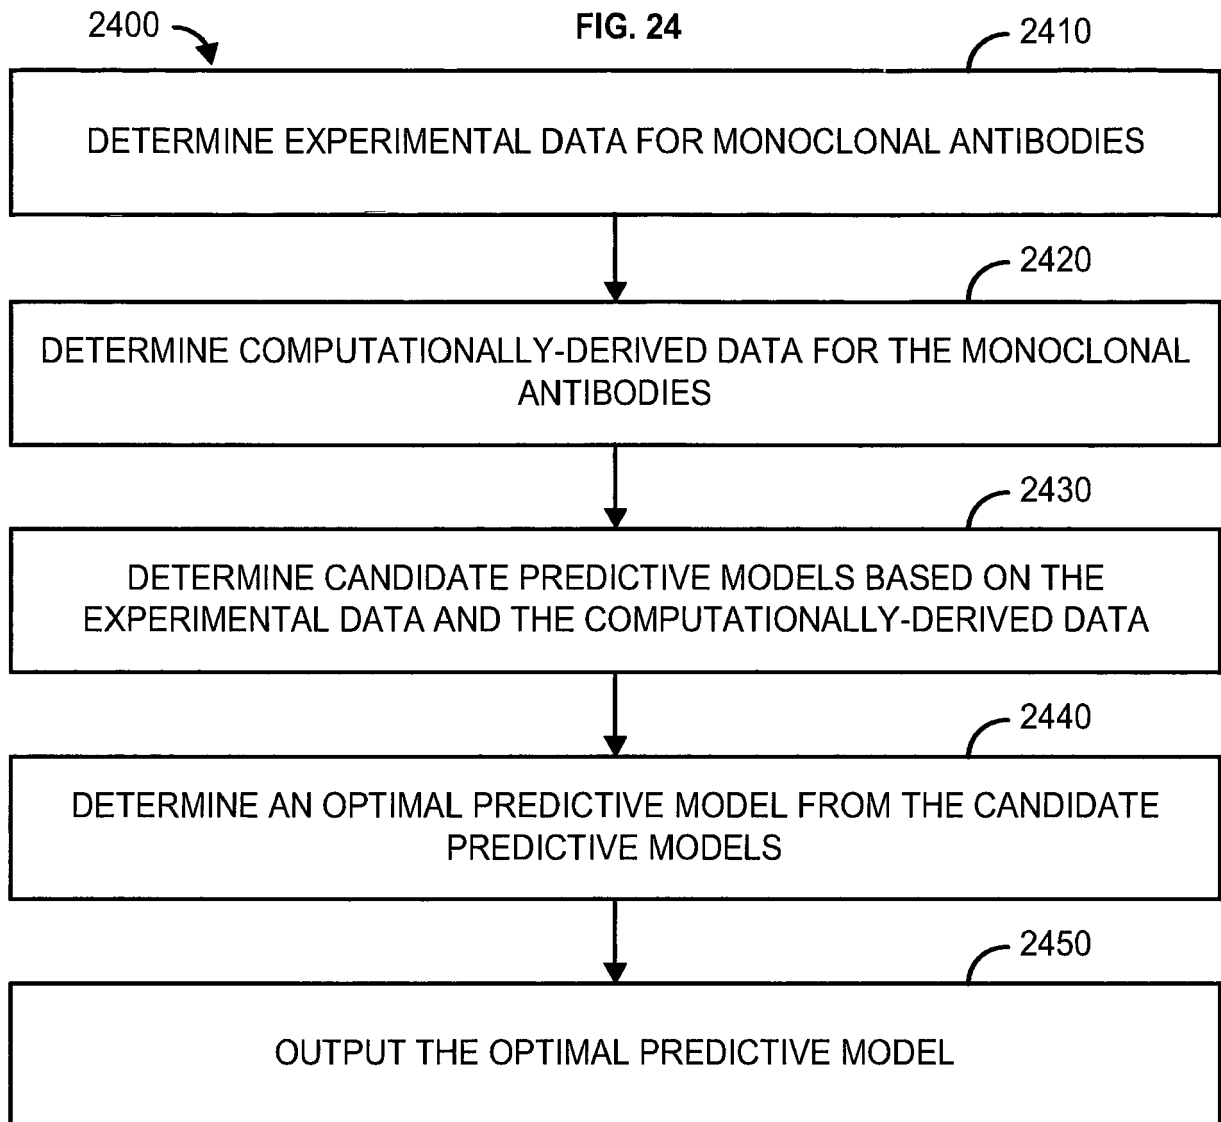 2400
FIG. 24
2410
DETERMINE EXPERIMENTAL DATA FOR MONOCLONAL ANTIBODIES
2420
DETERMINE COMPUTATIONALLY-DERIVED DATA FOR THE MONOCLONAL
ANTIBODIES
2430
DETERMINE CANDIDATE PREDICTIVE MODELS BASED ON THE
EXPERIMENTAL DATA AND THE COMPUTATIONALLY-DERIVED DATA
2440
DETERMINE AN OPTIMAL PREDICTIVE MODEL FROM THE CANDIDATE
PREDICTIVE MODELS
2450
OUTPUT THE OPTIMAL PREDICTIVE MODEL